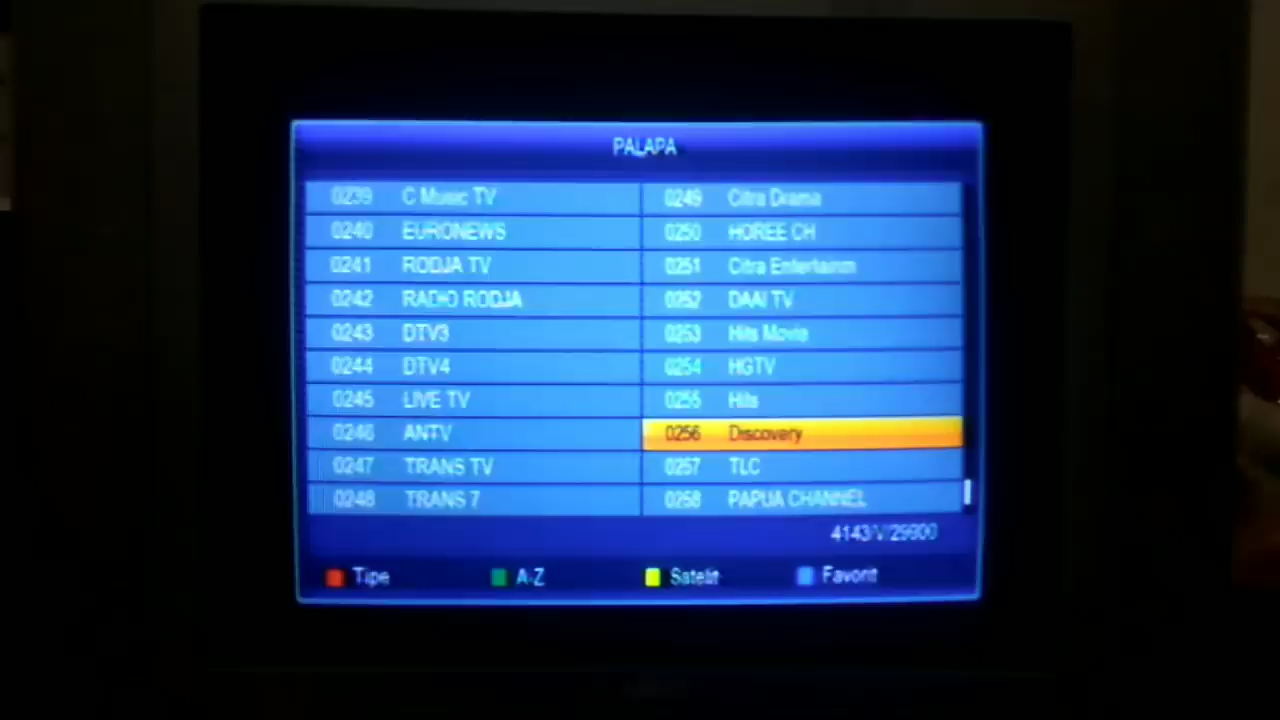 PALAPA
0239 C Music TV
0240 EURONEWS
0241 RODJA TV
0242 RADIO RODJA
0243 DTV3
0244 DTV4
0245 LIVE TV
0246 ANTV
0247 TRANS TV
0248 TRANS 7
0249 Citra Drama
0250 HOREE CH
0251 Citra Entertainm
0252 DAAI TV
0253 Hits Movie
0254 HGTV
0255 Hits
0256 Discovery
0257 TLC
0258 PAPUA CHANNEL
4143/V/29900
Tipe A-Z Satelit Favorit